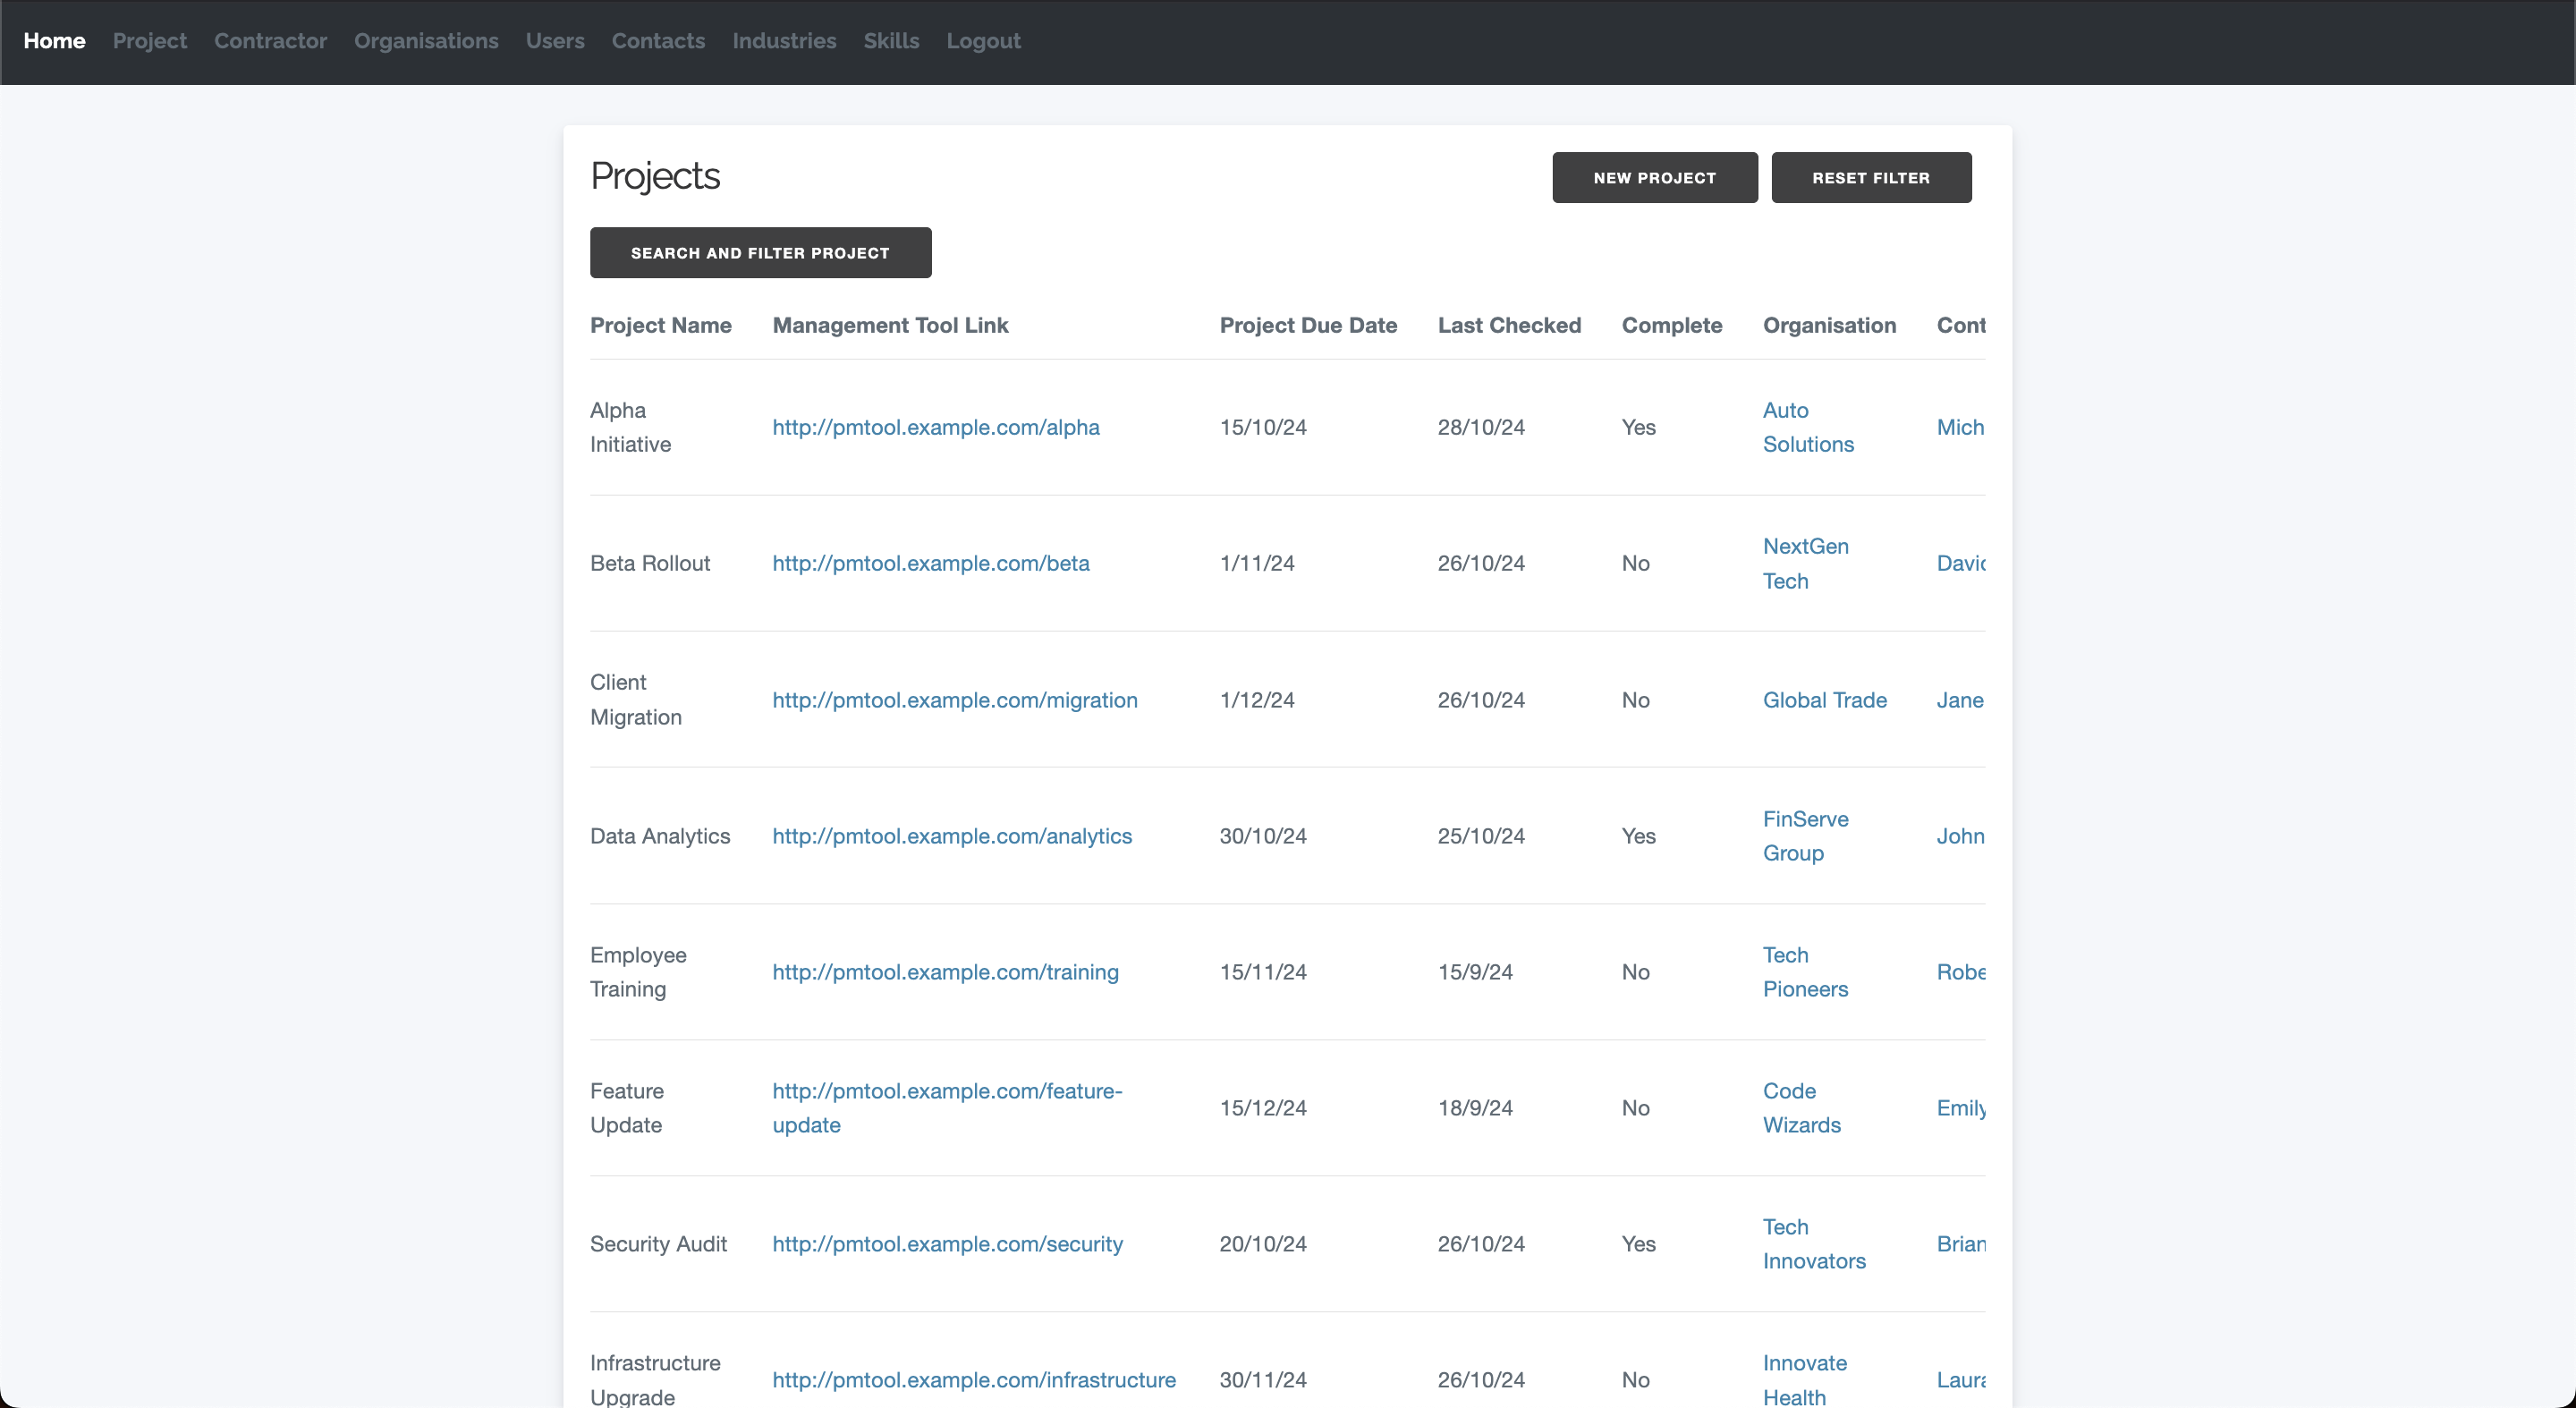 Home Project Contractor Organisations Users Contacts Industries Skills Logout
Projects
NEW PROJECT RESET FILTER
SEARCH AND FILTER PROJECT
Project Name Management Tool Link Project Due Date Last Checked Complete Organisation Cont
Alpha Initiative http://pmtool.example.com/alpha 15/10/24 28/10/24 Yes Auto Solutions Mich
Beta Rollout http://pmtool.example.com/beta 1/11/24 26/10/24 No NextGen Tech David
Client Migration http://pmtool.example.com/migration 1/12/24 26/10/24 No Global Trade Jane
Data Analytics http://pmtool.example.com/analytics 30/10/24 25/10/24 Yes FinServe Group John
Employee Training http://pmtool.example.com/training 15/11/24 15/9/24 No Tech Pioneers Robe
Feature Update http://pmtool.example.com/feature-update 15/12/24 18/9/24 No Code Wizards Emily
Security Audit http://pmtool.example.com/security 20/10/24 26/10/24 Yes Tech Innovators Brian
Infrastructure Upgrade http://pmtool.example.com/infrastructure 30/11/24 26/10/24 No Innovate Health Laura